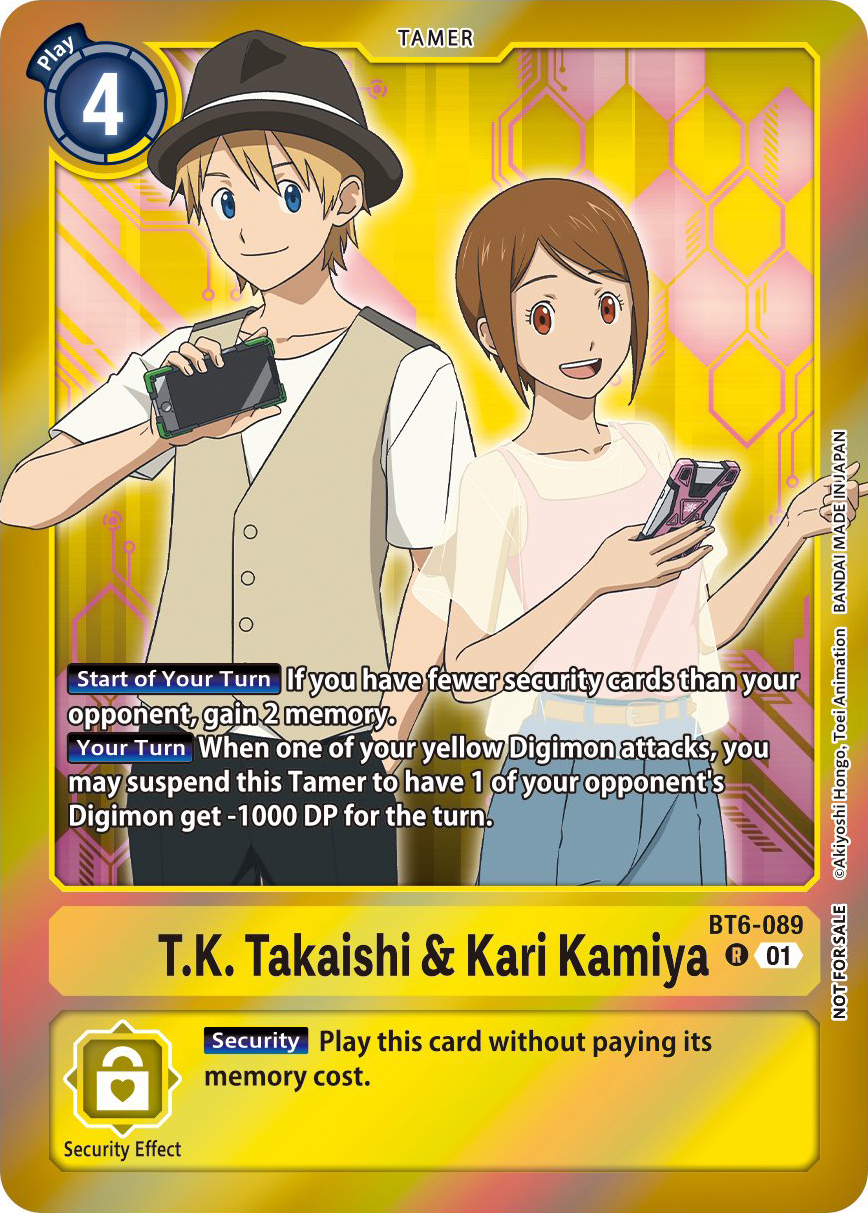 TAMER
Play
4
Start of Your Turn If you have fewer security cards than your
opponent, gain 2 memory.
Your Turn When one of your yellow Digimon attacks, you
may suspend this Tamer to have 1 of your opponent's
Digimon get -1000 DP for the turn.
©Akiyoshi Hongo, Toei Animation BANDAI MADE IN JAPAN
NOT FOR SALE
BT6-089
T.K. Takaishi & Kari Kamiya R 01
Security Play this card without paying its
memory cost.
Security Effect